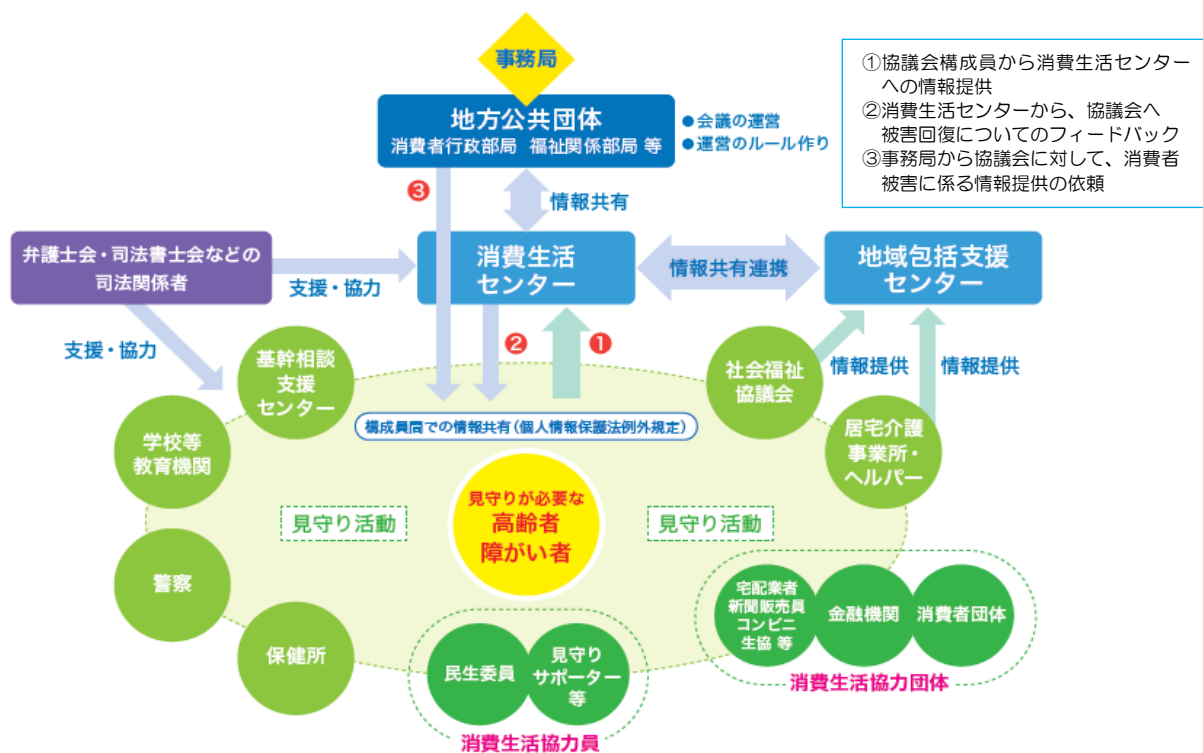 事務局
地方公共団体
消費者行政部局 福祉関係部局 等
●会議の運営
●運営のルール作り
①協議会構成員から消費生活センター
への情報提供
②消費生活センターから、協議会へ
被害回復についてのフィードバック
③事務局から協議会に対して、消費者
被害に係る情報提供の依頼
❸
情報共有
弁護士会・司法書士会などの
司法関係者
支援・協力
消費生活
センター
情報共有連携
地域包括支援
センター
支援・協力
❷
❶
基幹相談
支援
センター
社会福祉
協議会
情報提供
情報提供
構成員間での情報共有(個人情報保護法例外規定)
学校等
教育機関
居宅介護
事業所・
ヘルパー
見守りが必要な
高齢者
障がい者
見守り活動
見守り活動
警察
保健所
民生委員
見守り
サポーター
等
消費生活協力員
宅配業者
新聞販売員
コンビニ
生協 等
金融機関
消費者団体
消費生活協力団体